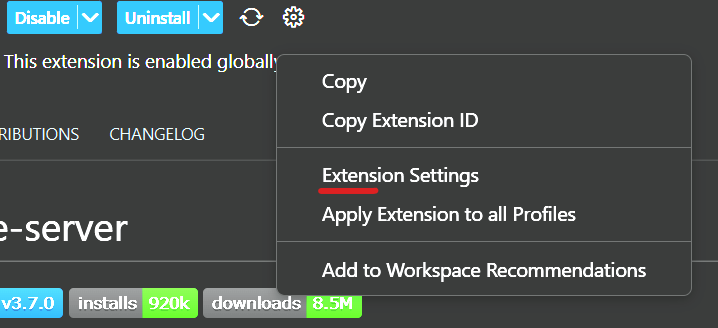 Disable
Uninstall
This extension is enabled globally
Copy
Copy Extension ID
RIBUTIONS
CHANGELOG
Extension Settings
Apply Extension to all Profiles
e-server
Add to Workspace Recommendations
v3.7.0
installs 920k
downloads 8.5M